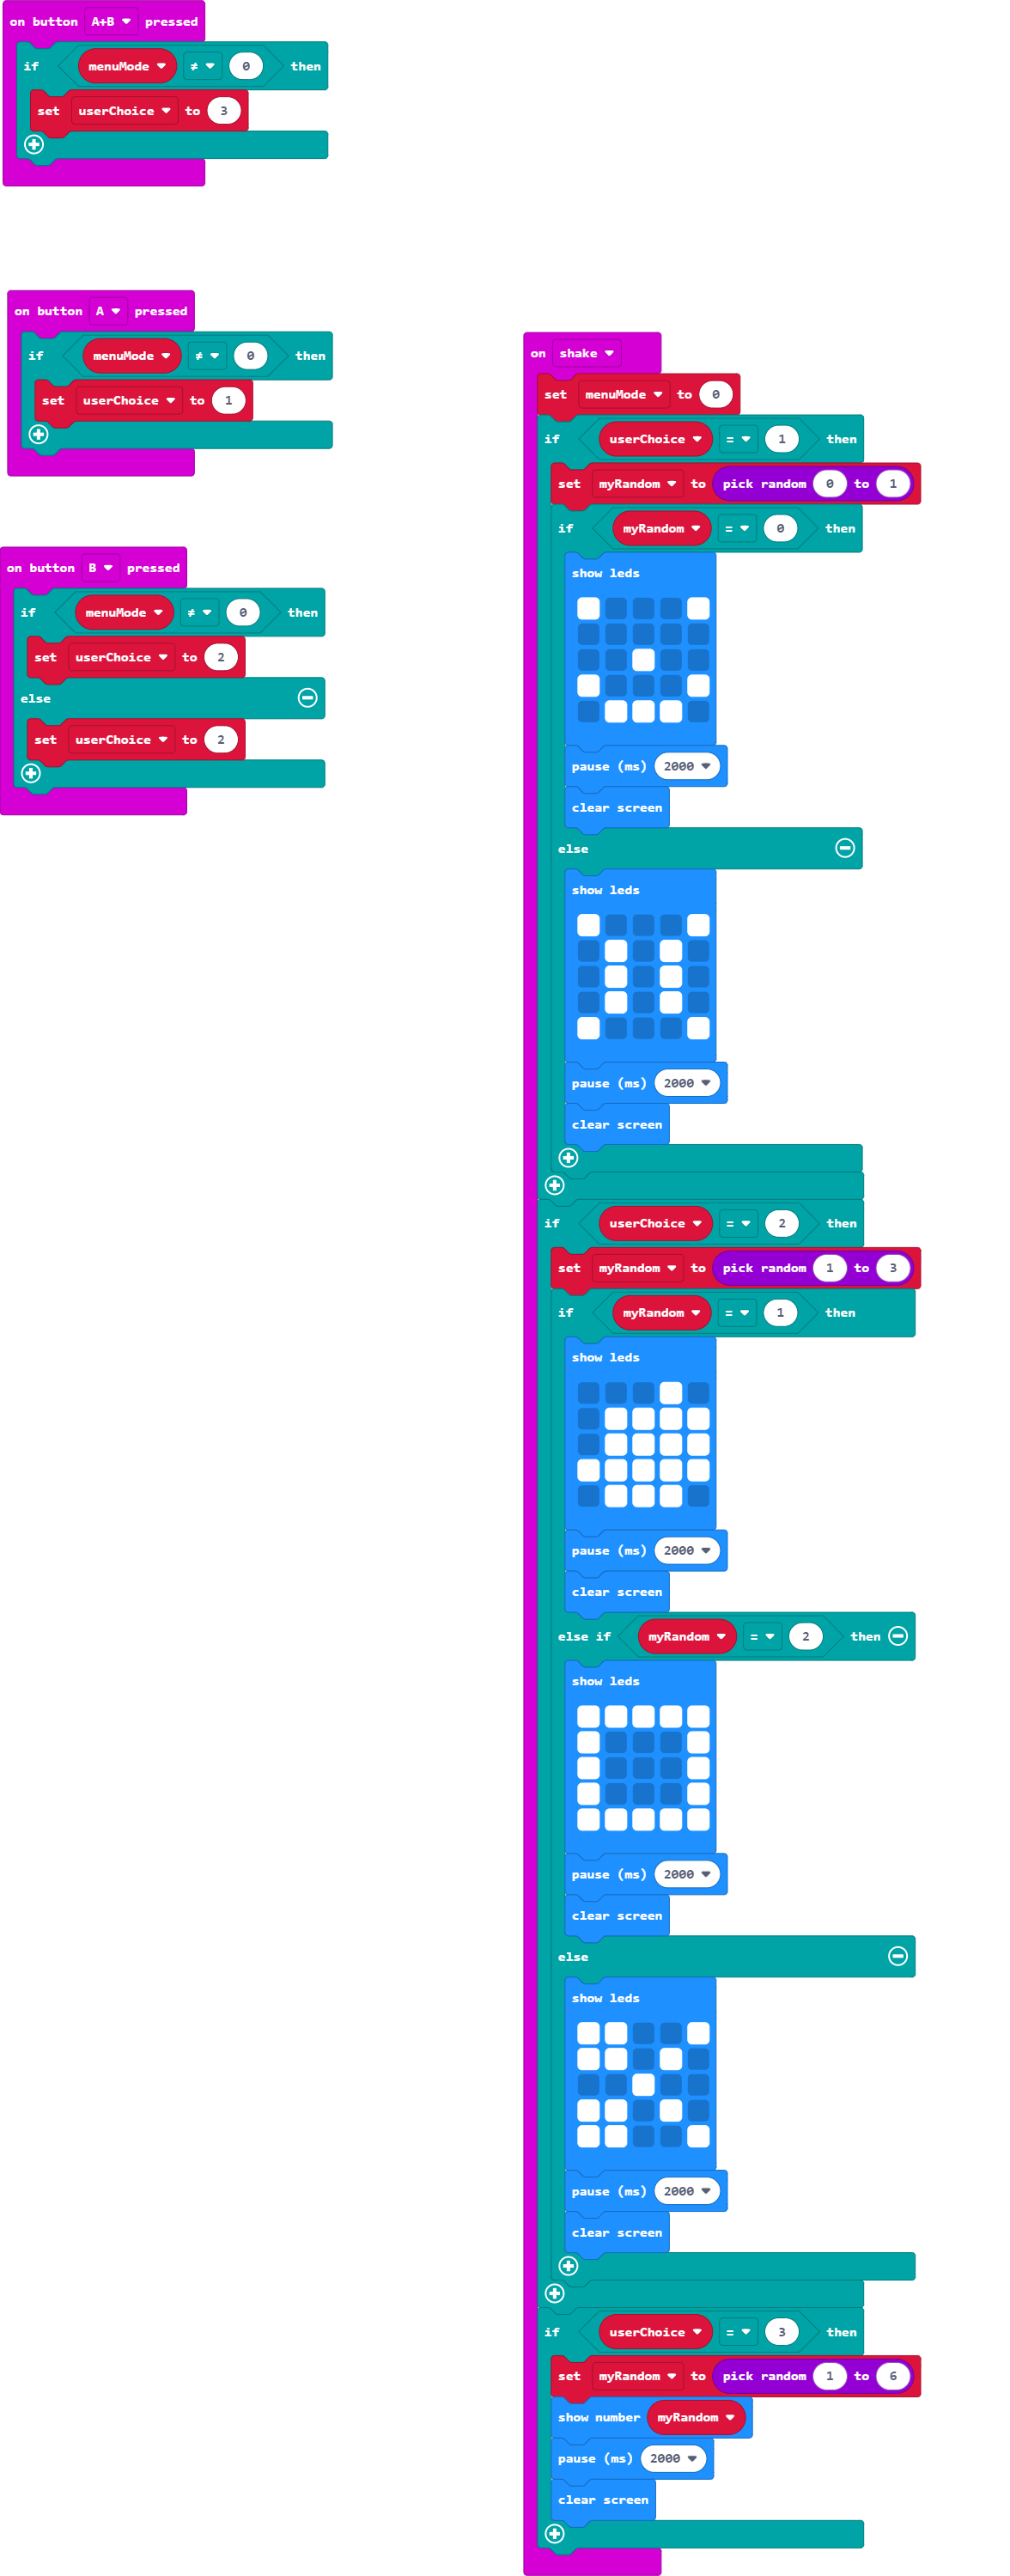 on button A+B pressed
if menuMode ≠ 0 then
set userChoice to 3
on button A pressed
if menuMode ≠ 0 then
set userChoice to 1
on button B pressed
if menuMode ≠ 0 then
set userChoice to 2
else
set userChoice to 2
on shake
set menuMode to 0
if userChoice = 1 then
set myRandom to pick random 0 to 1
if myRandom = 0 then
show leds
pause (ms) 2000
clear screen
else
show leds
pause (ms) 2000
clear screen
if userChoice = 2 then
set myRandom to pick random 1 to 3
if myRandom = 1 then
show leds
pause (ms) 2000
clear screen
else if myRandom = 2 then
show leds
pause (ms) 2000
clear screen
else
show leds
pause (ms) 2000
clear screen
if userChoice = 3 then
set myRandom to pick random 1 to 6
show number myRandom
pause (ms) 2000
clear screen